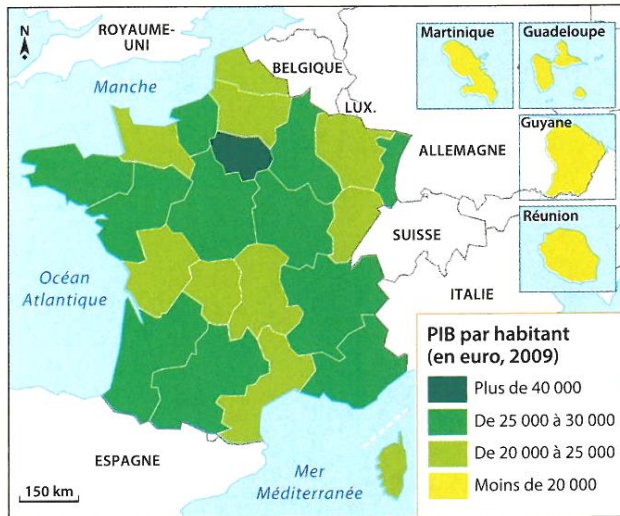 N
ROYAUME-
UNI
BELGIQUE
Manche
LUX.
ALLEMAGNE
SUISSE
Océan
Atlantique
ITALIE
ESPAGNE
Mer
Méditerranée
150 km
Martinique
Guadeloupe
Guyane
Réunion
PIB par habitant
(en euro, 2009)
Plus de 40 000
De 25 000 à 30 000
De 20 000 à 25 000
Moins de 20 000